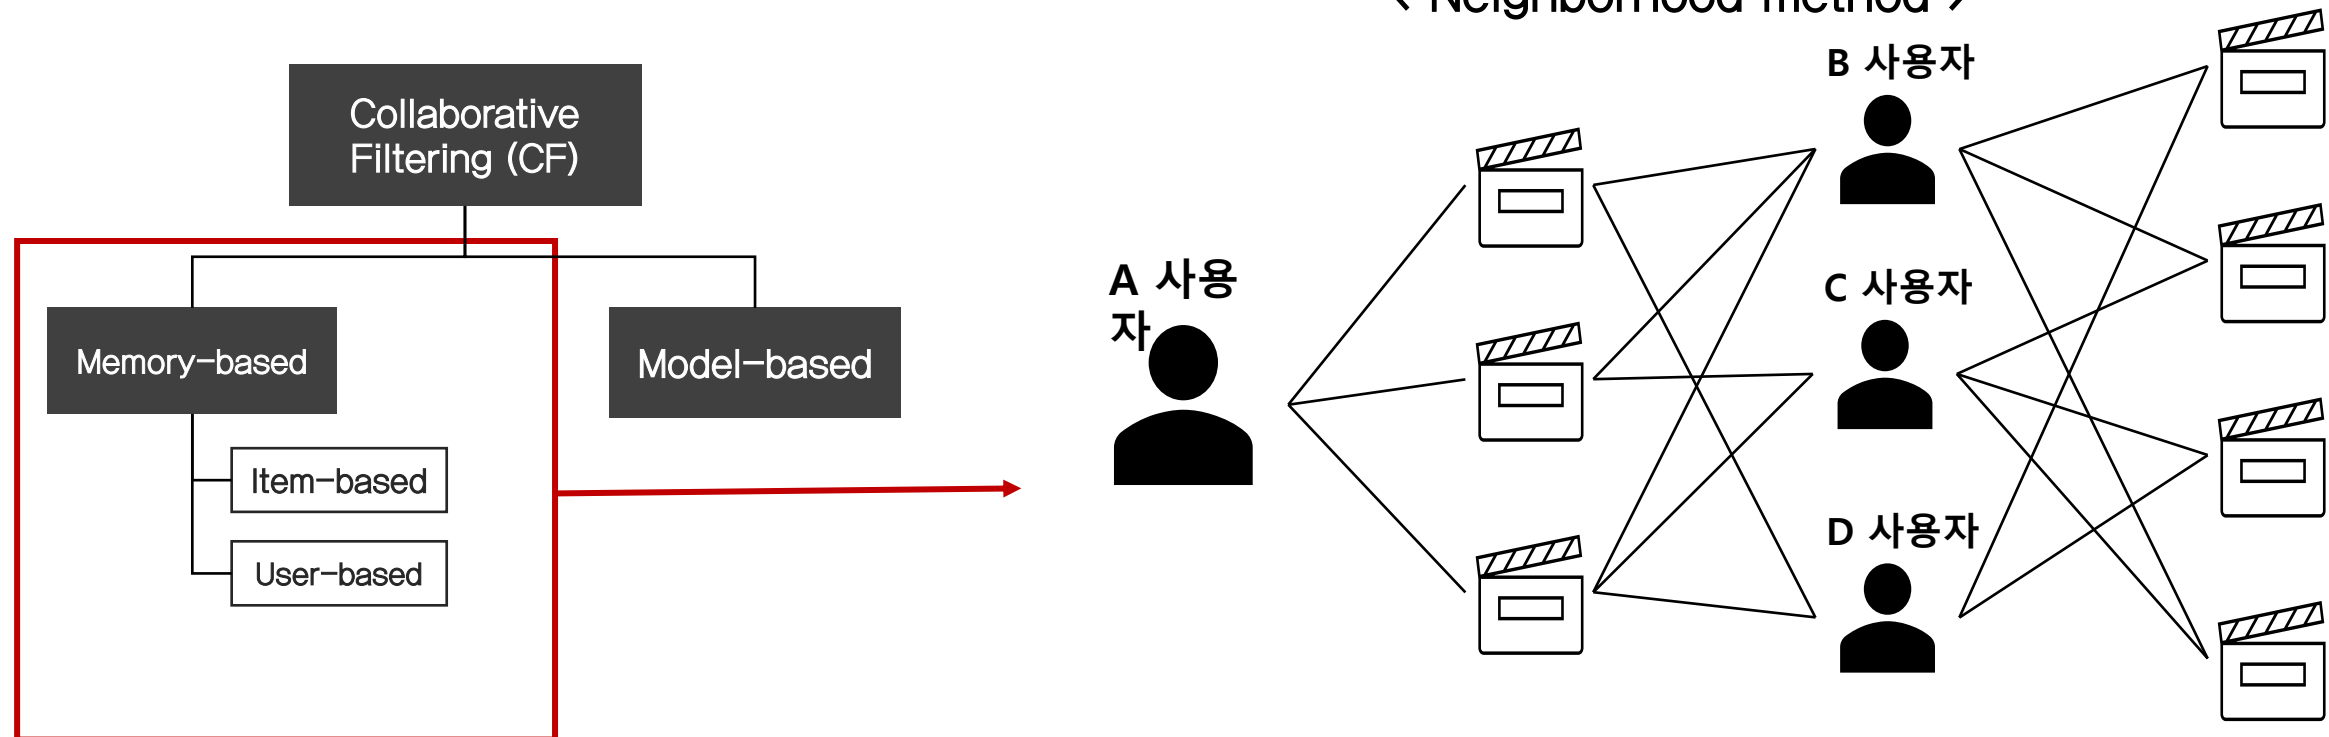 < Neighborhood method >
Collaborative
Filtering (CF)
Memory-based
Model-based
Item-based
User-based
A 사용
자
B 사용자
C 사용자
D 사용자